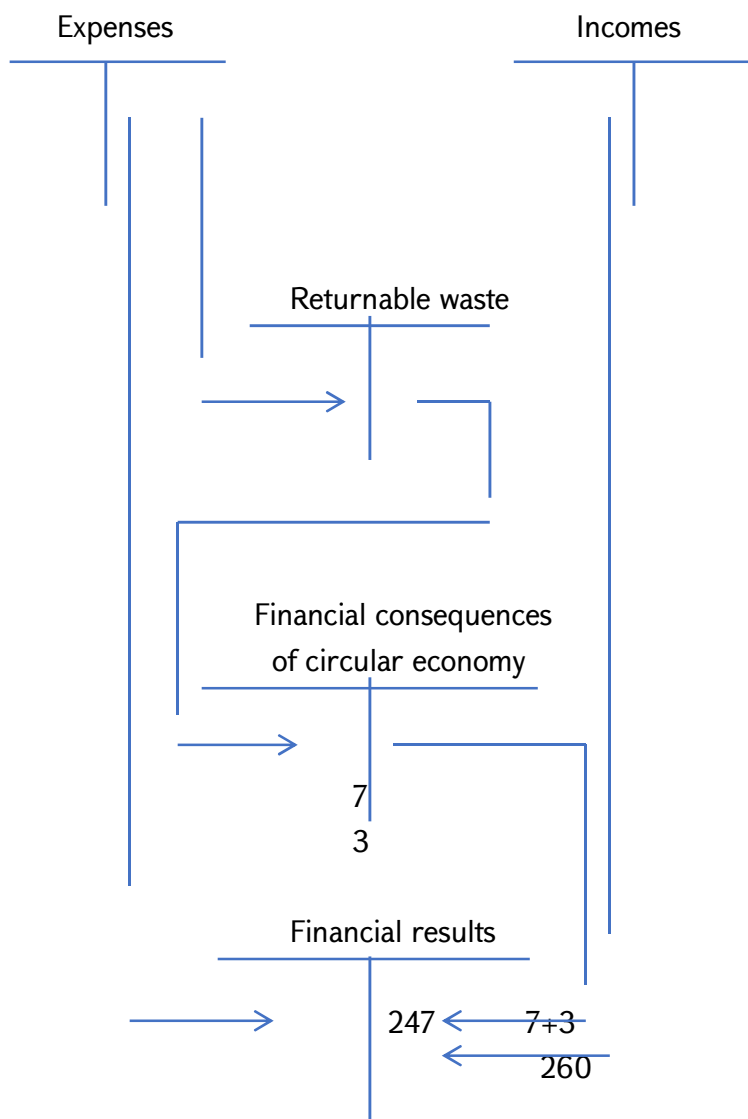 Expenses
Incomes
Returnable waste
Financial consequences
of circular economy
7
3
Financial results
247
7+3
260